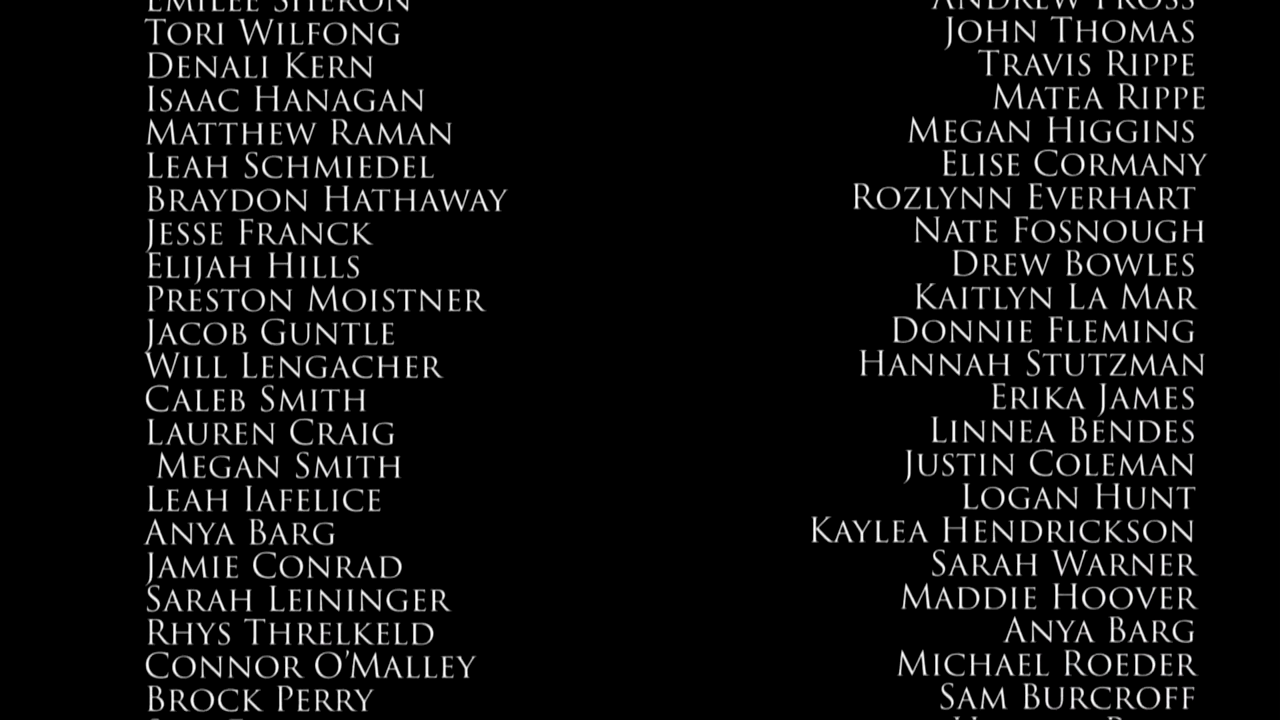 EMILEE SHERON
TORI WILFONG
DENALI KERN
ISAAC HANAGAN
MATTHEW RAMAN
LEAH SCHMIEDEL
BRAYDON HATHAWAY
JESSE FRANCK
ELIJAH HILLS
PRESTON MOISTNER
JACOB GUNTLE
WILL LENGACHER
CALEB SMITH
LAUREN CRAIG
MEGAN SMITH
LEAH IAFELICE
ANYA BARG
JAMIE CONRAD
SARAH LEININGER
RHYS THRELKELD
CONNOR O'MALLEY
BROCK PERRY
ANDREW
JOHN THOMAS
TRAVIS RIPPE
MATEA RIPPE
MEGAN HIGGINS
ELISE CORMANY
ROZLYNN EVERHART
NATE FOSNOUGH
DREW BOWLES
KAITLYN LA MAR
DONNIE FLEMING
HANNAH STUTZMAN
ERIKA JAMES
LINNEA BENDES
JUSTIN COLEMAN
LOGAN HUNT
KAYLEA HENDRICKSON
SARAH WARNER
MADDIE HOOVER
ANYA BARG
MICHAEL ROEDER
SAM BURCROFF